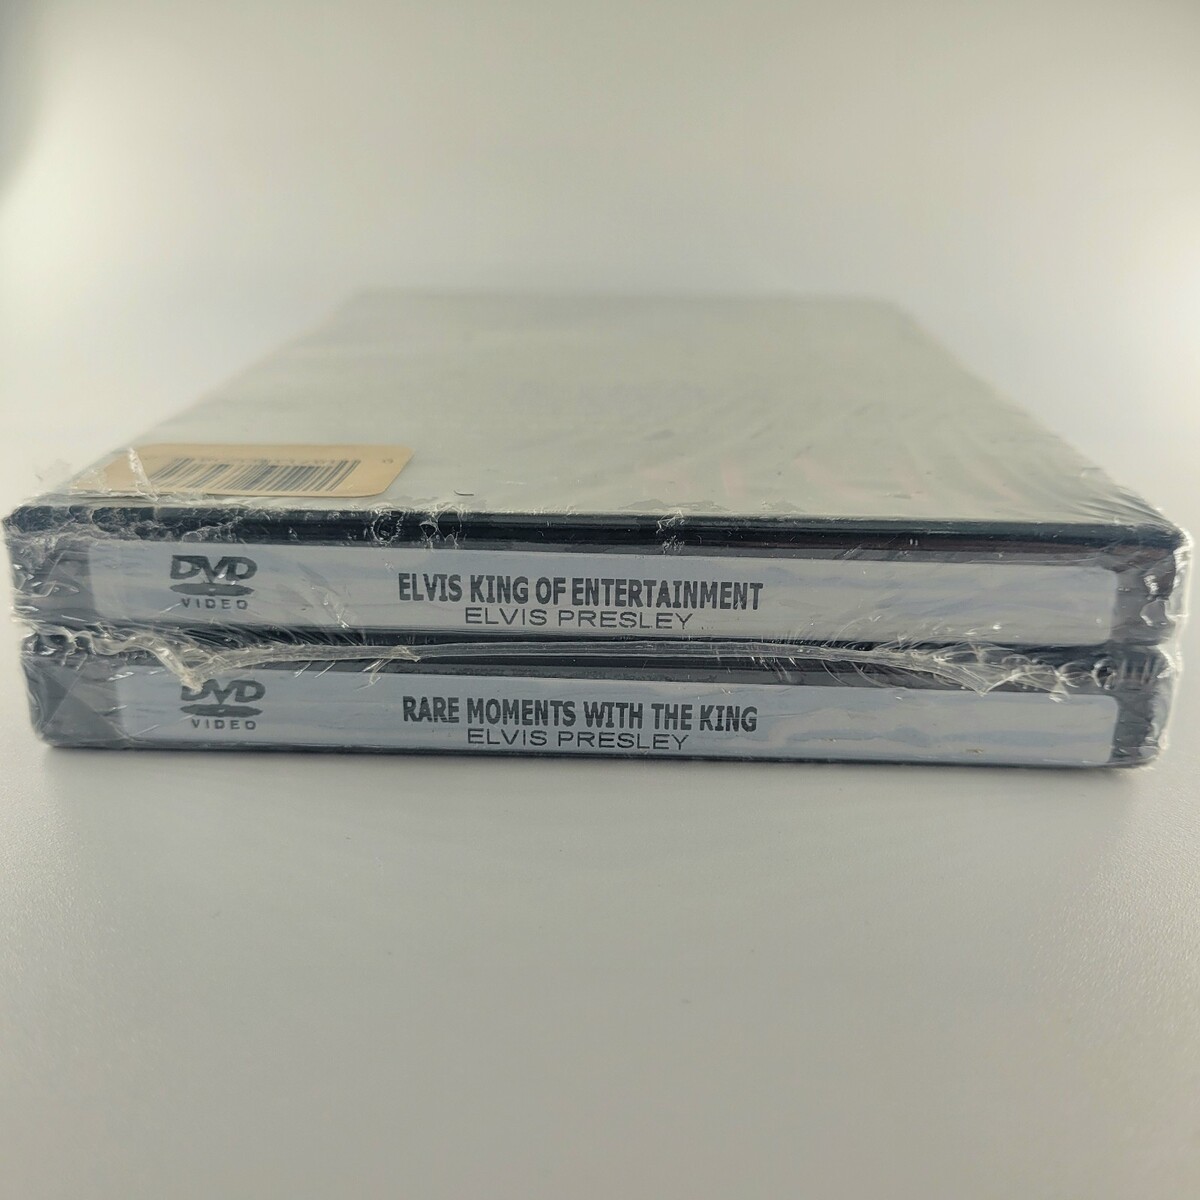 DVD
VIDEO
ELVIS KING OF ENTERTAINMENT
ELVIS PRESLEY
DVD
VIDEO
RARE MOMENTS WITH THE KING
ELVIS PRESLEY